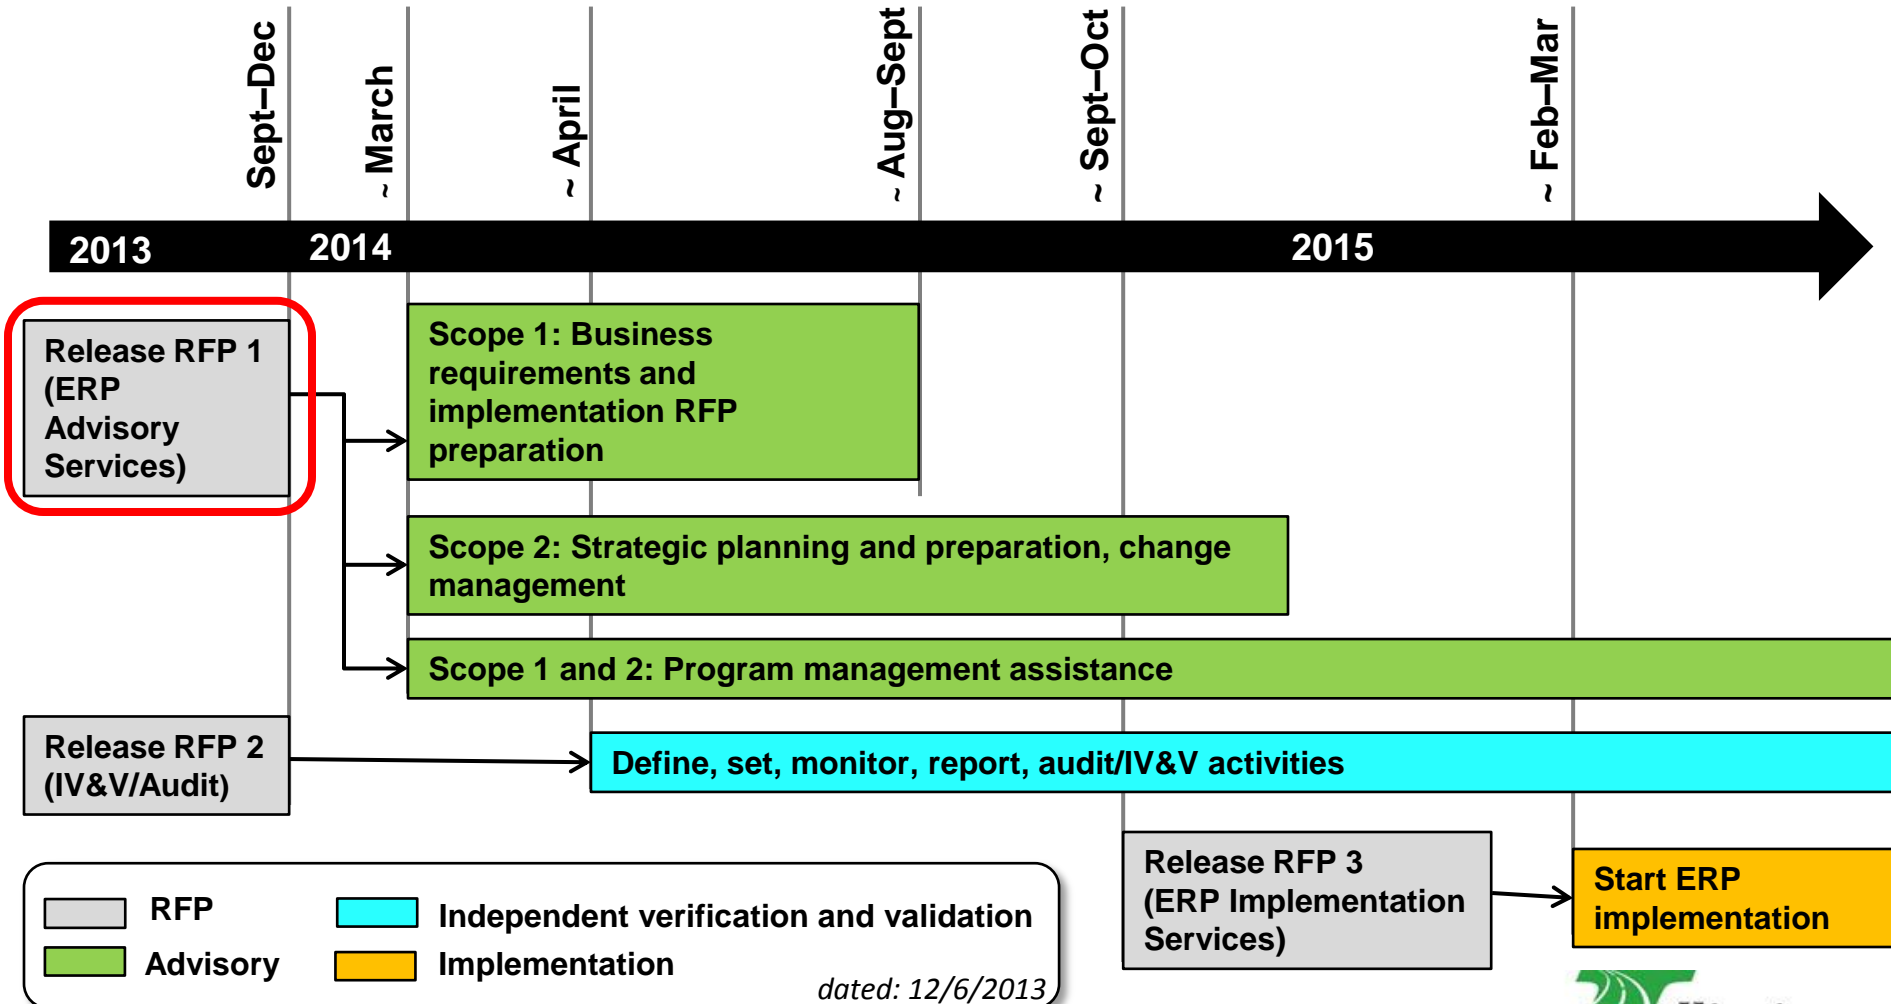 Sept–Dec
~ March
~ April
~ Aug–Sept
~ Sept–Oct
~ Feb–Mar
2013
2014
2015
Release RFP 1
(ERP
Advisory
Services)
Scope 1: Business
requirements and
implementation RFP
preparation
Scope 2: Strategic planning and preparation, change
management
Scope 1 and 2: Program management assistance
Release RFP 2
(IV&V/Audit)
Define, set, monitor, report, audit/IV&V activities
Release RFP 3
(ERP Implementation
Services)
Start ERP
implementation
RFP
Independent verification and validation
Advisory
Implementation
dated: 12/6/2013